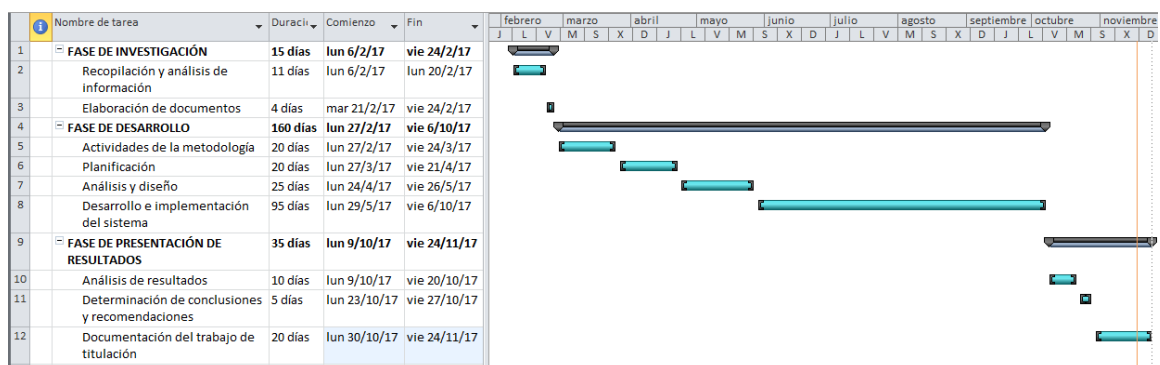 Nombre de tarea Duració Comienzo Fin febrero marzo abril mayo junio julio agosto septiembre octubre noviembre
J L V M S X D J L V M S X D J L V M S X D J L V M S X D
1 FASE DE INVESTIGACIÓN 15 días lun 6/2/17 vie 24/2/17
2 Recopilación y análisis de 11 días lun 6/2/17 lun 20/2/17
información
3 Elaboración de documentos 4 días mar 21/2/17 vie 24/2/17
4 FASE DE DESARROLLO 160 días lun 27/2/17 vie 6/10/17
5 Actividades de la metodología 20 días lun 27/2/17 vie 24/3/17
6 Planificación 20 días lun 27/3/17 vie 21/4/17
7 Análisis y diseño 25 días lun 24/4/17 vie 26/5/17
8 Desarrollo e implementación 95 días lun 29/5/17 vie 6/10/17
del sistema
9 FASE DE PRESENTACIÓN DE 35 días lun 9/10/17 vie 24/11/17
RESULTADOS
10 Análisis de resultados 10 días lun 9/10/17 vie 20/10/17
11 Determinación de conclusiones 5 días lun 23/10/17 vie 27/10/17
y recomendaciones
12 Documentación del trabajo de 20 días lun 30/10/17 vie 24/11/17
titulación